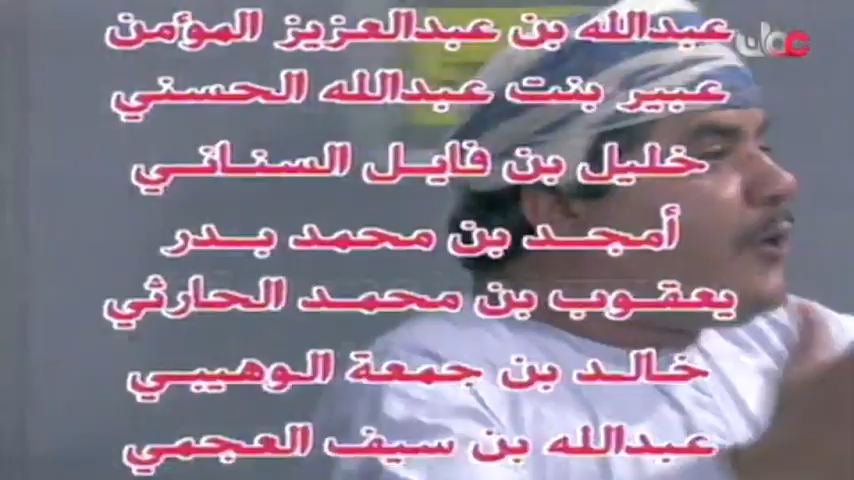 عبدالله بن عبدالعزيز المؤمن
عبير بنت عبدالله الحسني
خليل بن فايل السناني
أمجد بن محمد بدر
يعقوب بن محمد الحارثي
خالد بن جمعة الوهيبي
عبدالله بن سيف العجمي